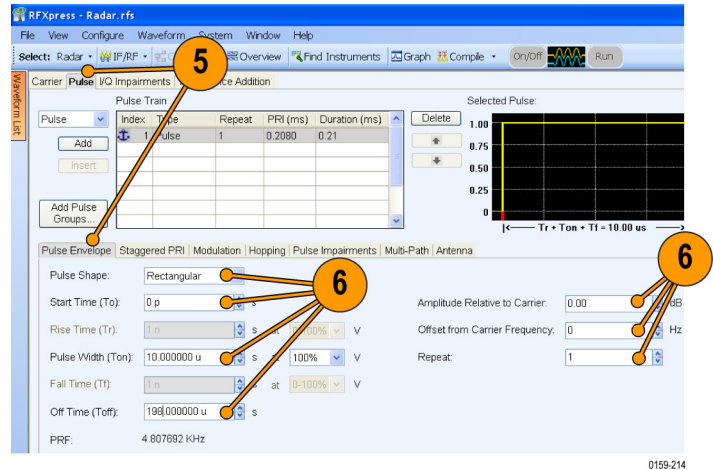 RFXpress - Radar.rfs
File View Configure Waveform System Window Help
Select: Radar IF/RF Overview Find Instruments Graph Compile On/Off Run
5
Waveform List
Carrier Pulse I/Q Impairments Addition
Pulse Train
Selected Pulse:
Pulse
Index Type Repeat PRI (ms) Duration (ms)
Delete
1 Pulse 1 0.2080 0.21
Add
Insert
Add Pulse Groups...
1.00
0.75
0.50
0.25
0
Tr + Ton + Tf = 10.00 us
Pulse Envelope Staggered PRI Modulation Hopping Pulse Impairments Multi-Path Antenna
6
6
Pulse Shape: Rectangular
Start Time (To): 0 p s
Amplitude Relative to Carrier: 0.00 dB
Rise Time (Tr): 1 n s at 0-100% V
Offset from Carrier Frequency: 0 Hz
Pulse Width (Ton): 10.000000 u s 100% V
Repeat: 1
Fall Time (Tf): 1 n at 0-100% V
Off Time (Toff): 198.000000 u s
PRF: 4.807692 KHz
0159-214